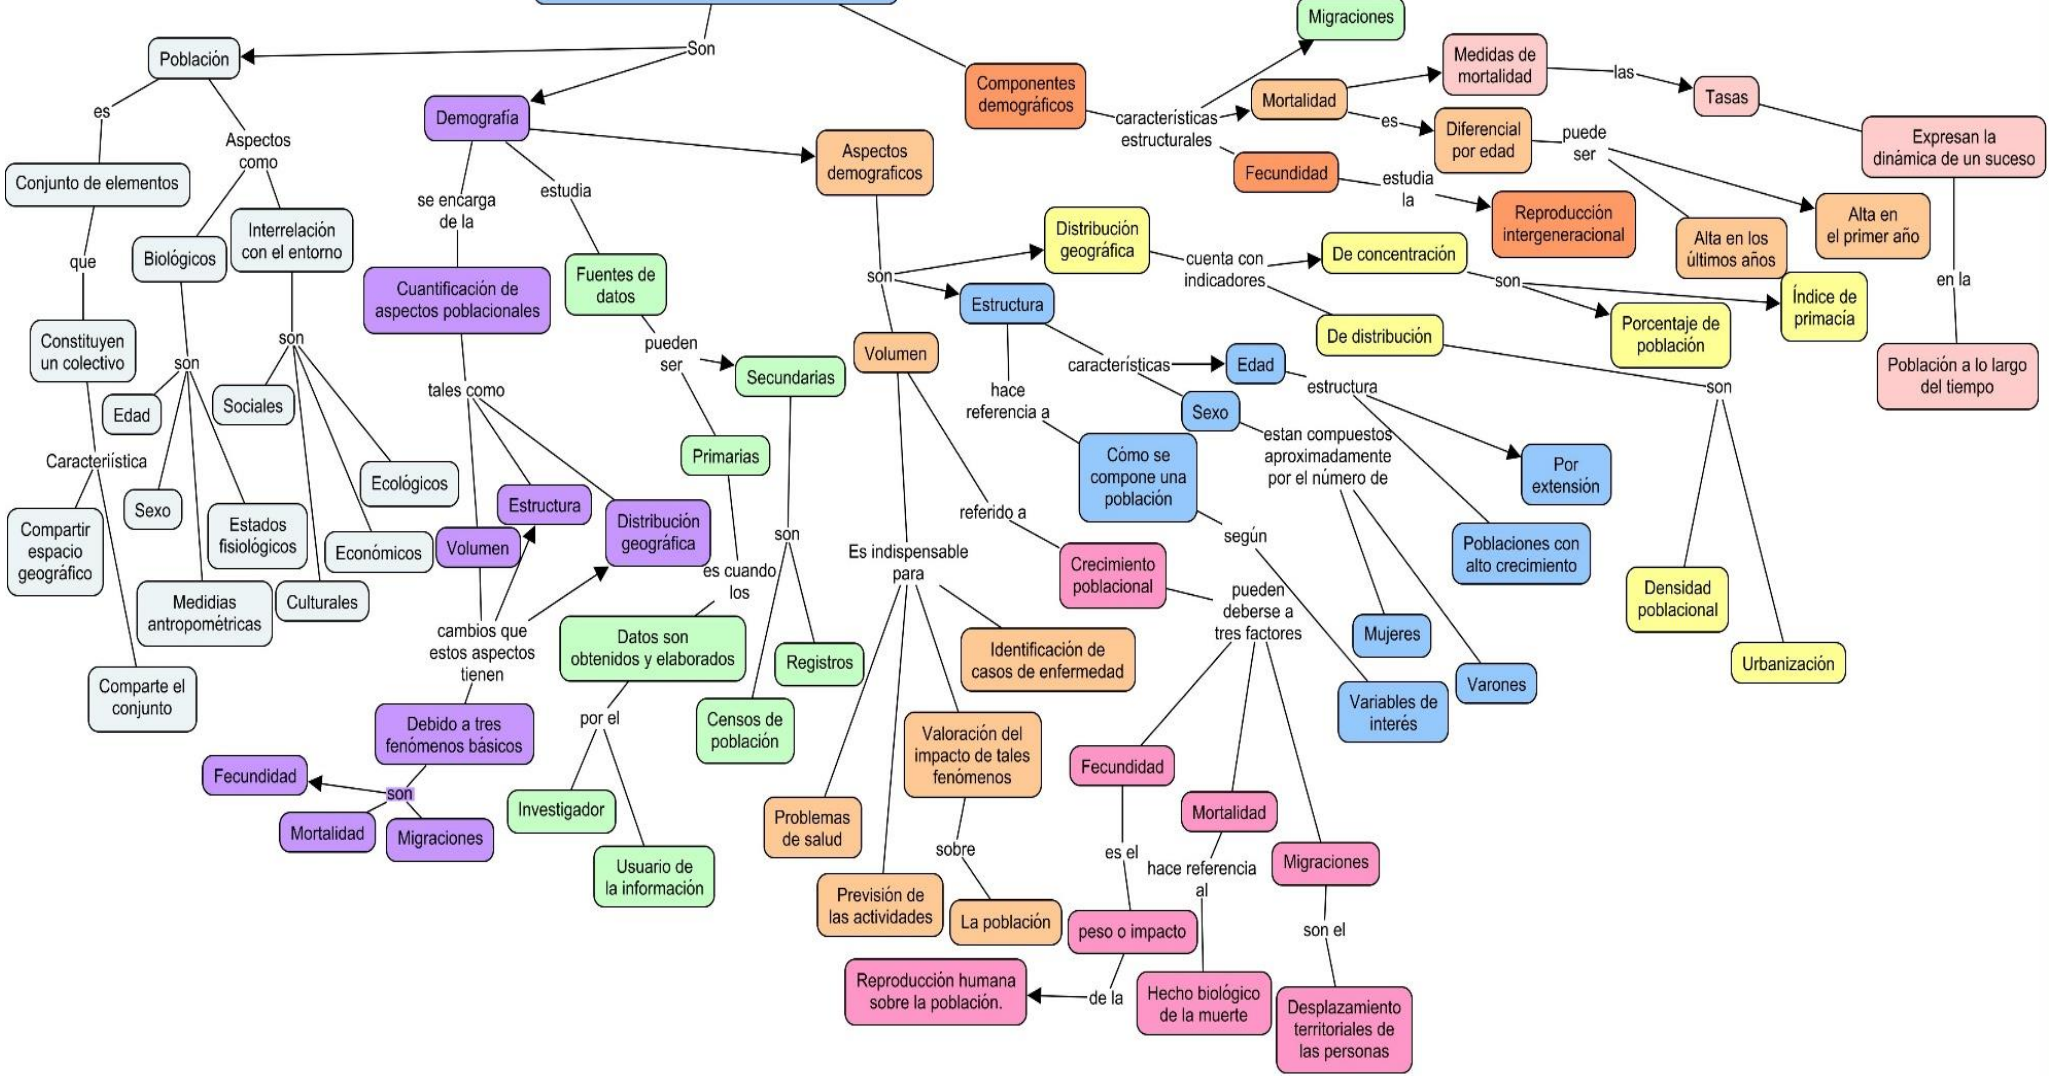 Migraciones
Población
Son
Medidas de
mortalidad
las
Tasas
Componentes
demográficos
características
estructurales
Mortalidad
es
Diferencial
por edad
puede
ser
Expresan la
dinámica de un suceso
es
Aspectos
como
Demografía
Aspectos
demograficos
Fecundidad
estudia
la
Reproducción
intergeneracional
Alta en los
últimos años
Alta en
el primer año
en la
Población a lo largo
del tiempo
Conjunto de elementos
que
Constituyen
un colectivo
Caracteriística
Compartir
espacio
geográfico
Comparte el
conjunto
Biológicos
son
Edad
Sexo
Medidias
antropométricas
Estados
fisiológicos
Interrelación
con el entorno
son
Sociales
Culturales
Económicos
Ecológicos
se encarga
de la
Cuantificación de
aspectos poblacionales
tales como
Volumen
Estructura
Distribución
geográfica
cambios que
estos aspectos
tienen
Debido a tres
fenómenos básicos
son
Fecundidad
Mortalidad
Migraciones
estudia
Fuentes de
datos
pueden
ser
Secundarias
Primarias
es cuando
los
Datos son
obtenidos y elaborados
por el
Investigador
Usuario de
la información
son
Censos de
población
Registros
son
Distribución
geográfica
cuenta con
indicadores
De concentración
son
Índice de
primacía
Porcentaje de
población
De distribución
son
Densidad
poblacional
Urbanización
Estructura
características
Edad
estructura
Por
extensión
Poblaciones con
alto crecimiento
Sexo
estan compuestos
aproximadamente
por el número de
Mujeres
Varones
hace
referencia a
Cómo se
compone una
población
según
Variables de
interés
Volumen
Es indispensable
para
Problemas
de salud
Previsión de
las actividades
Valoración del
impacto de tales
fenómenos
sobre
La población
Identificación de
casos de enfermedad
referido a
Crecimiento
poblacional
pueden
deberse a
tres factores
Fecundidad
es el
peso o impacto
de la
Reproducción humana
sobre la población.
Mortalidad
hace referencia
al
Hecho biológico
de la muerte
Migraciones
son el
Desplazamiento
territoriales de
las personas